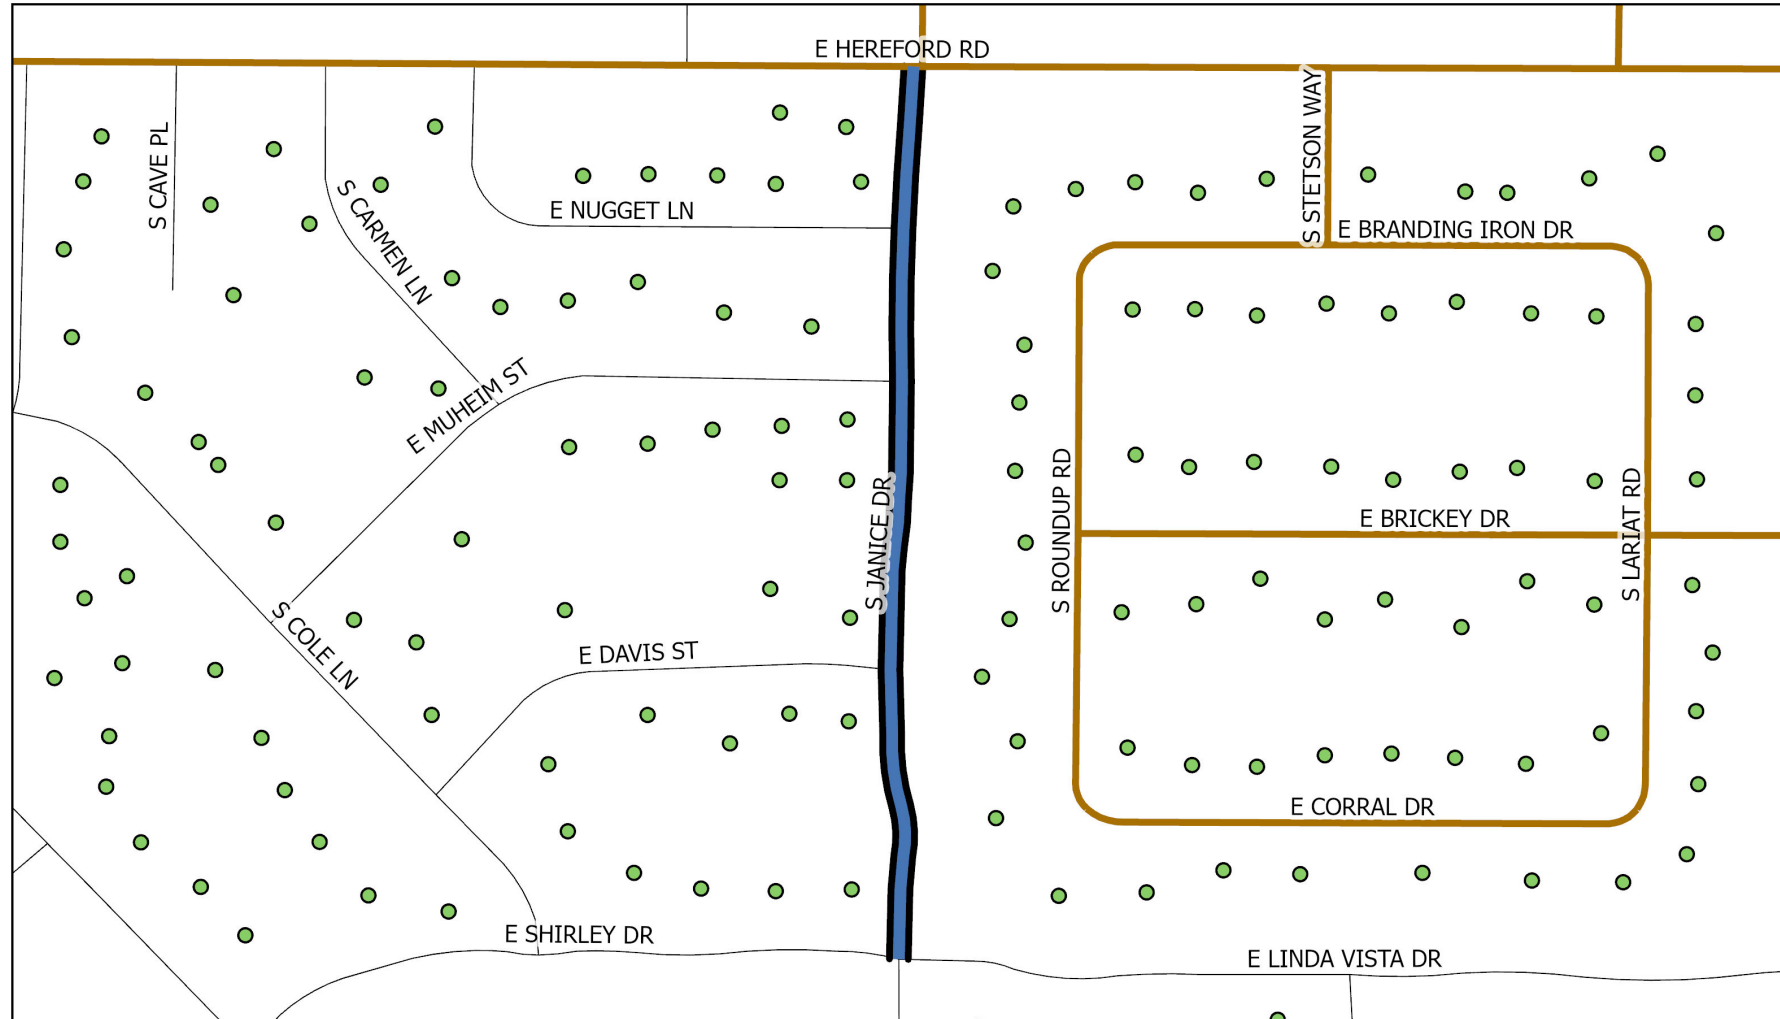 E HEREFORD RD
S STETSON WAY
S CAVE PL
S CARMEN LN
E NUGGET LN
E BRANDING IRON DR
E MUHEIM ST
S JANICE DR
S ROUNDUP RD
E BRICKEY DR
S LARIAT RD
S COLE LN
E DAVIS ST
E CORRAL DR
E SHIRLEY DR
E LINDA VISTA DR